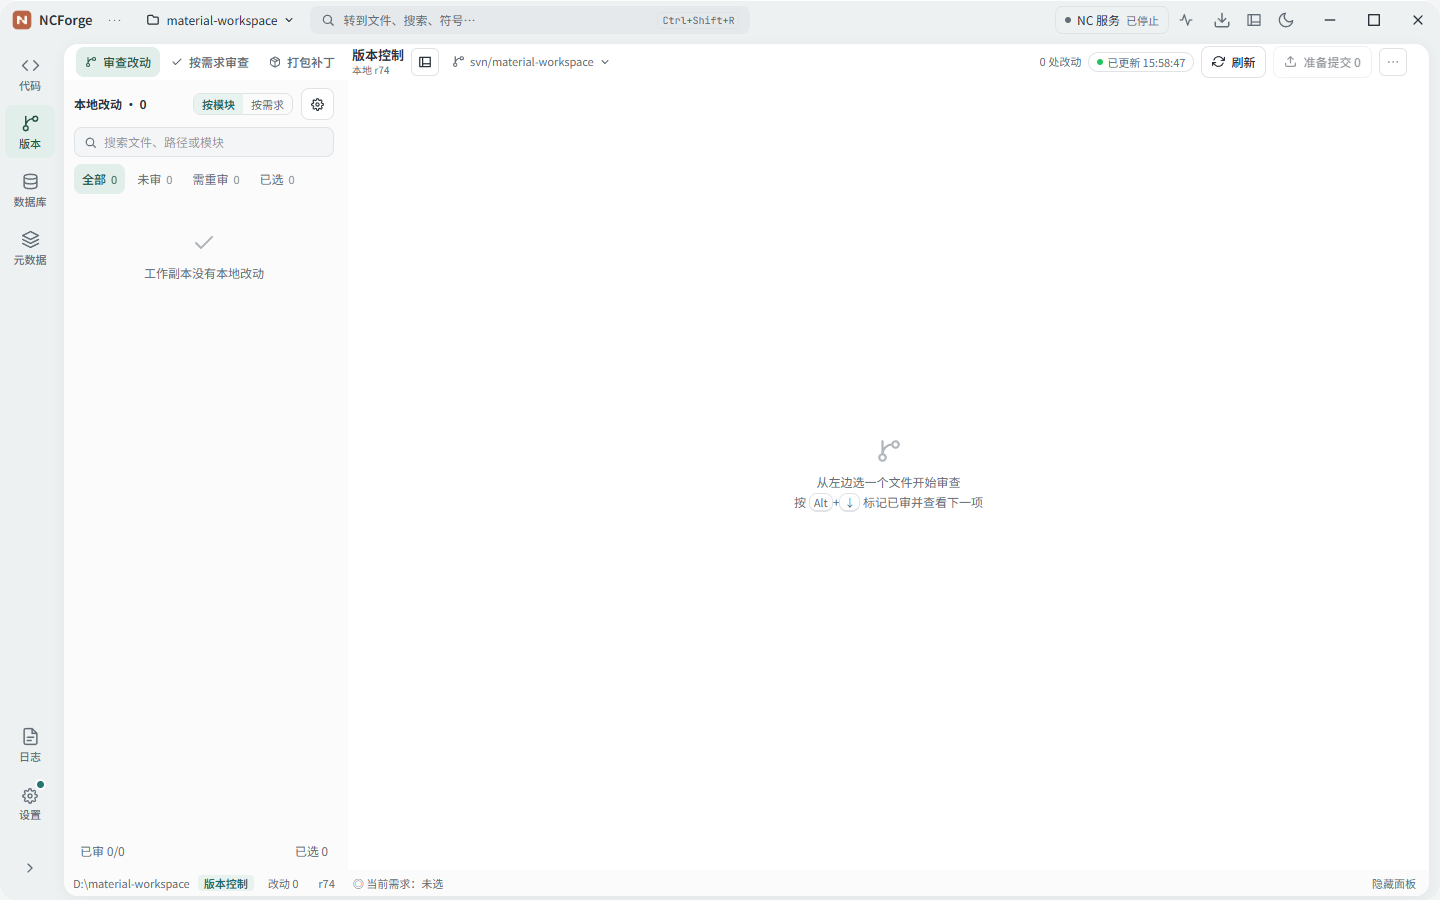 NCForge ··· material-workspace 转到文件、搜索、符号··· Ctrl+Shift+R NC 服务 已停止
代码
版本
数据库
元数据
日志
设置
审查改动 按需求审查 打包补丁
版本控制
本地 r74
svn/material-workspace
0 处改动 已更新 15:58:47 刷新 准备提交 0 ···
本地改动 · 0 按模块 按需求
搜索文件、路径或模块
全部 0 未审 0 需重审 0 已选 0
工作副本没有本地改动
从左边选一个文件开始审查
按 Alt+↓ 标记已审并查看下一项
已审 0/0 已选 0
D:\material-workspace 版本控制 改动 0 r74 ◎ 当前需求：未选 隐藏面板